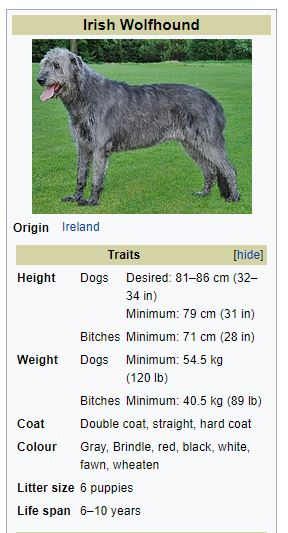 Irish Wolfhound
Origin Ireland
Traits [hide]
Height Dogs Desired: 81–86 cm (32–
34 in)
Minimum: 79 cm (31 in)
Bitches Minimum: 71 cm (28 in)
Weight Dogs Minimum: 54.5 kg
(120 lb)
Bitches Minimum: 40.5 kg (89 lb)
Coat Double coat, straight, hard coat
Colour Gray, Brindle, red, black, white,
fawn, wheaten
Litter size 6 puppies
Life span 6–10 years